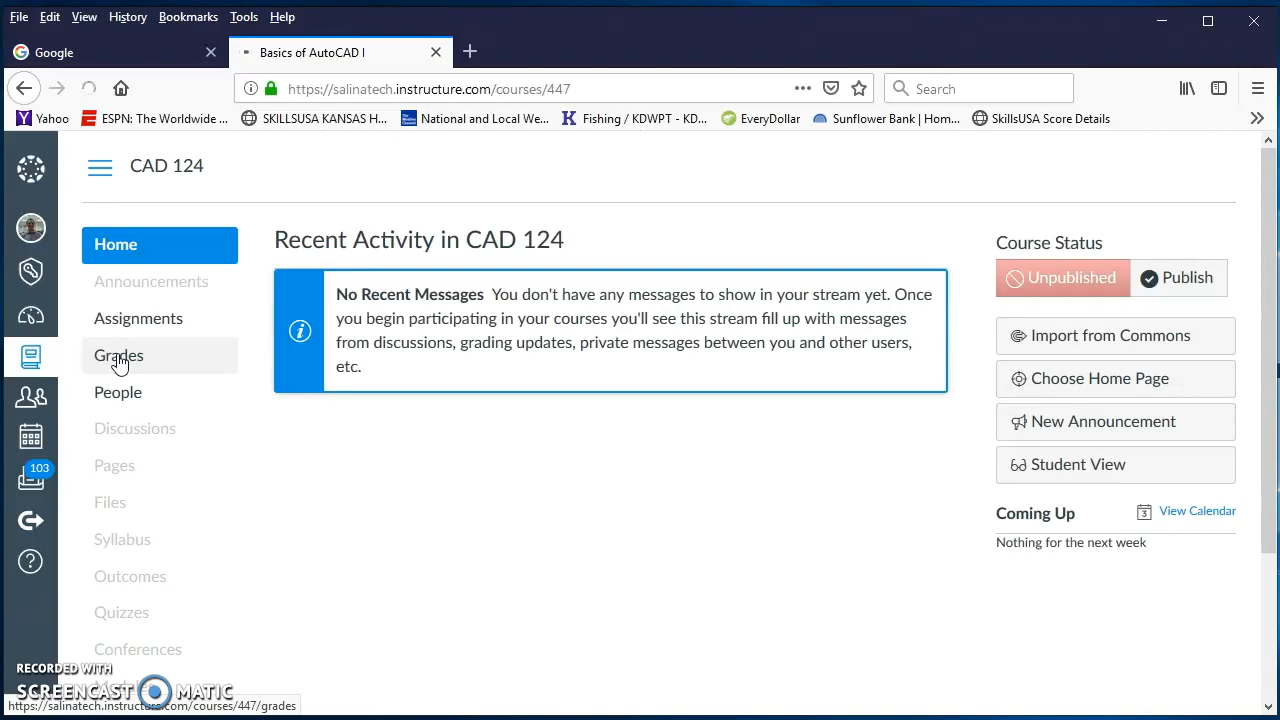 File Edit View History Bookmarks Tools Help
Google
Basics of AutoCAD I
https://salinatech.instructure.com/courses/447
Search
Yahoo
ESPN: The Worldwide ...
SKILLSUSA KANSAS H...
National and Local We...
Fishing / KDWPT - KD...
EveryDollar
Sunflower Bank | Hom...
SkillsUSA Score Details
CAD 124
Home
Announcements
Assignments
Grades
People
Discussions
Pages
Files
Syllabus
Outcomes
Quizzes
Conferences
103
Recent Activity in CAD 124
No Recent Messages You don't have any messages to show in your stream yet. Once
you begin participating in your courses you'll see this stream fill up with messages
from discussions, grading updates, private messages between you and other users,
etc.
Course Status
Unpublished
Publish
Import from Commons
Choose Home Page
New Announcement
Student View
Coming Up
3
View Calendar
Nothing for the next week
RECORDED WITH
SCREENCAST MATIC
https://salinatech.instructure.com/courses/447/grades